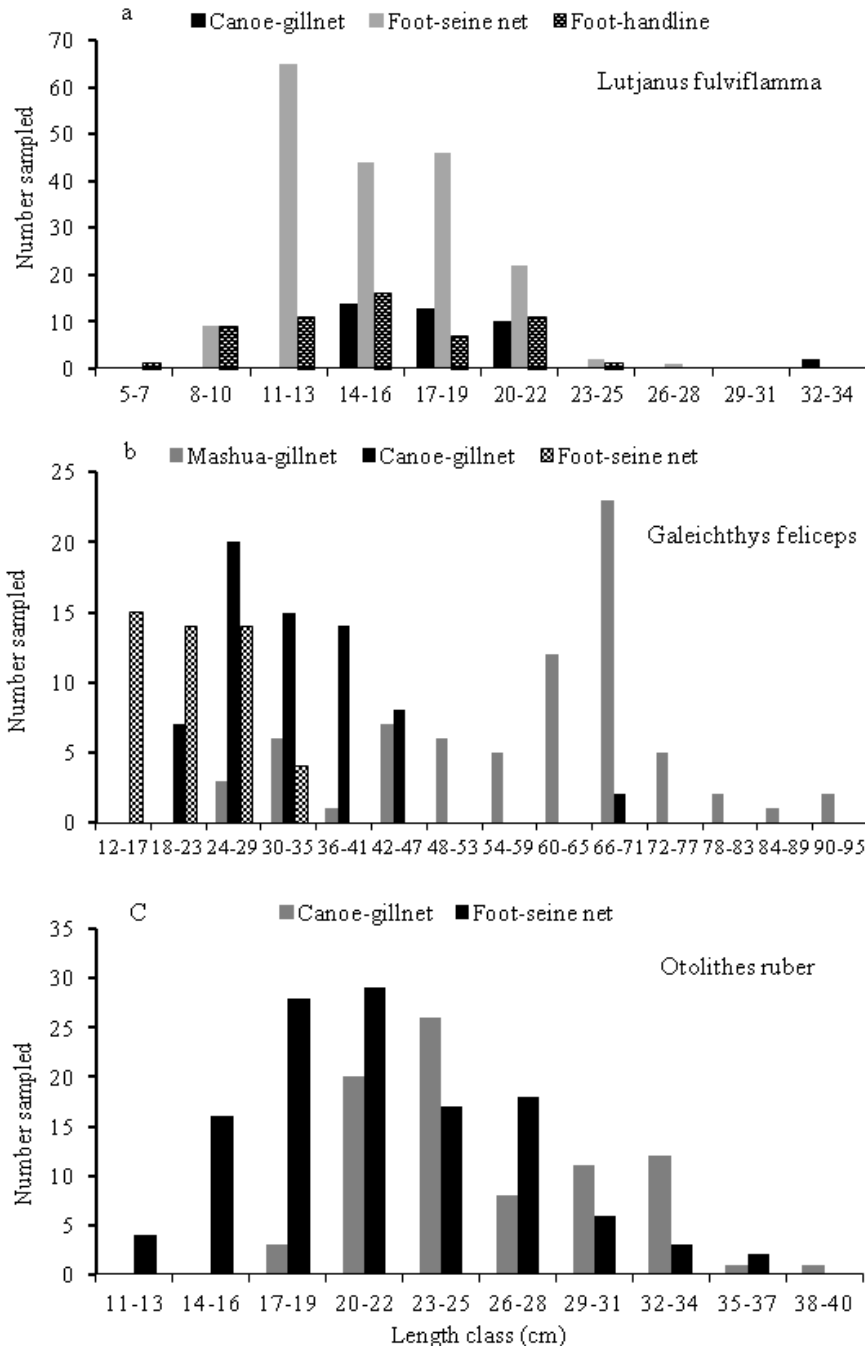 a
Canoe-gillnet Foot-seine net Foot-handline
70
Lutjanus fulviflamma
60
50
40
30
20
10
0
Number sampled
5-7 8-10 11-13 14-16 17-19 20-22 23-25 26-28 29-31 32-34
b
Mashua-gillnet Canoe-gillnet Foot-seine net
25
Galeichthys feliceps
20
15
10
5
0
Number sampled
12-17 18-23 24-29 30-35 36-41 42-47 48-53 54-59 60-65 66-71 72-77 78-83 84-89 90-95
C
Canoe-gillnet Foot-seine net
35
Otolithes ruber
30
25
20
15
10
5
0
Number sampled
11-13 14-16 17-19 20-22 23-25 26-28 29-31 32-34 35-37 38-40
Length class (cm)